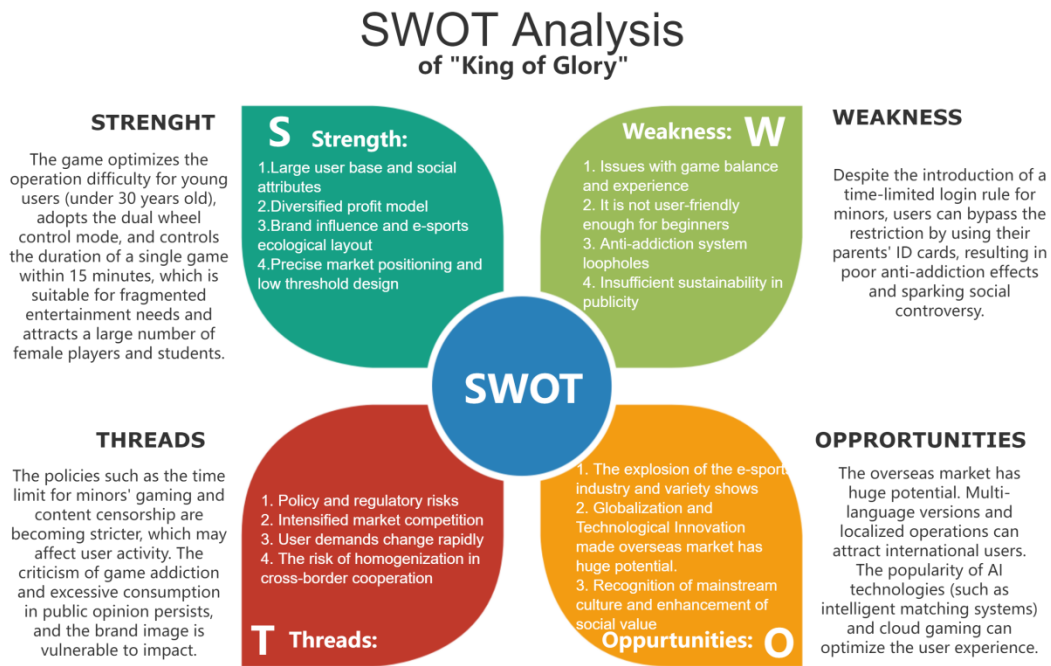 SWOT Analysis
of "King of Glory"
STRENGHT
The game optimizes the
operation difficulty for young
users (under 30 years old),
adopts the dual wheel
control mode, and controls
the duration of a single game
within 15 minutes, which is
suitable for fragmented
entertainment needs and
attracts a large number of
female players and students.
S Strength:
1.Large user base and social
attributes
2.Diversified profit model
3.Brand influence and e-sports
ecological layout
4.Precise market positioning and
low threshold design
Weakness: W
1. Issues with game balance
and experience
2. It is not user-friendly
enough for beginners
3. Anti-addiction system
loopholes
4. Insufficient sustainability in
publicity
WEAKNESS
Despite the introduction of a
time-limited login rule for
minors, users can bypass the
restriction by using their
parents' ID cards, resulting in
poor anti-addiction effects
and sparking social
controversy.
SWOT
THREADS
The policies such as the time
limit for minors' gaming and
content censorship are
becoming stricter, which may
affect user activity. The
criticism of game addiction
and excessive consumption
in public opinion persists,
and the brand image is
vulnerable to impact.
1. Policy and regulatory risks
2. Intensified market competition
3. User demands change rapidly
4. The risk of homogenization in
cross-border cooperation
T Threads:
1. The explosion of the e-sports
industry and variety shows
2. Globalization and
Technological Innovation
made overseas market has
huge potential.
3. Recognition of mainstream
culture and enhancement of
social value
Oppurtunities: O
OPPRORTUNITIES
The overseas market has
huge potential. Multi-
language versions and
localized operations can
attract international users.
The popularity of AI
technologies (such as
intelligent matching systems)
and cloud gaming can
optimize the user experience.